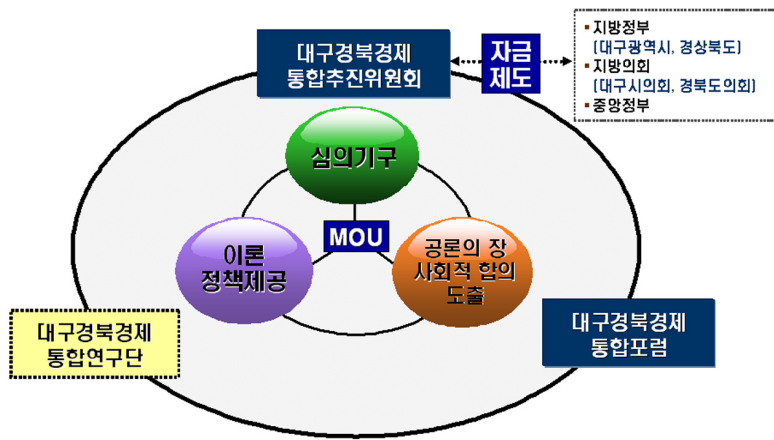 대구경북경제
통합추진위원회
자금
제도
▪ 지방정부
(대구광역시, 경상북도)
▪ 지방의회
(대구시의회, 경북도의회)
▪ 중앙정부
심의기구
MOU
이론
정책제공
공론의 장
사회적 합의
도출
대구경북경제
통합연구단
대구경북경제
통합포럼